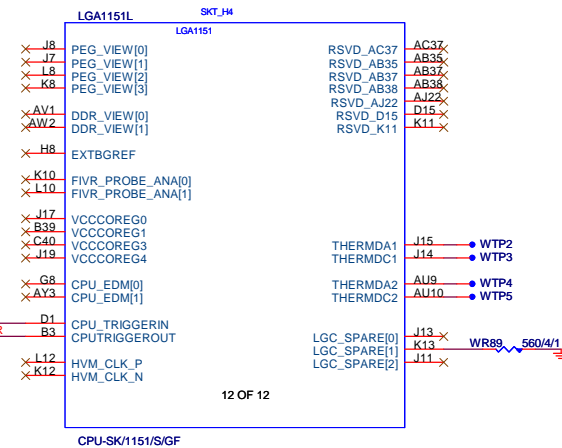 LGA1151L
SKT_H4
LGA1151
J8 PEG_VIEW[0] RSVD_AC37 AC37
J7 PEG_VIEW[1] RSVD_AB35 AB35
L8 PEG_VIEW[2] RSVD_AB37 AB37
K8 PEG_VIEW[3] RSVD_AB38 AB38
RSVD_AJ22 AJ22
AV1 DDR_VIEW[0] RSVD_D15 D15
AW2 DDR_VIEW[1] RSVD_K11 K11
H8 EXTBGREF
K10 FIVR_PROBE_ANA[0]
L10 FIVR_PROBE_ANA[1]
J17 VCCCOREG0
B39 VCCCOREG1
C40 VCCCOREG3 THERMDA1 J15 WTP2
J19 VCCCOREG4 THERMDC1 J14 WTP3
G8 CPU_EDM[0] THERMDA2 AU9 WTP4
AY3 CPU_EDM[1] THERMDC2 AU10 WTP5
D1 CPU_TRIGGERIN
B3 CPUTRIGGEROUT LGC_SPARE[0] J13
LGC_SPARE[1] K13 WR89 560/4/1
L12 HVM_CLK_P LGC_SPARE[2] J11
K12 HVM_CLK_N
12 OF 12
CPU-SK/1151/S/GF